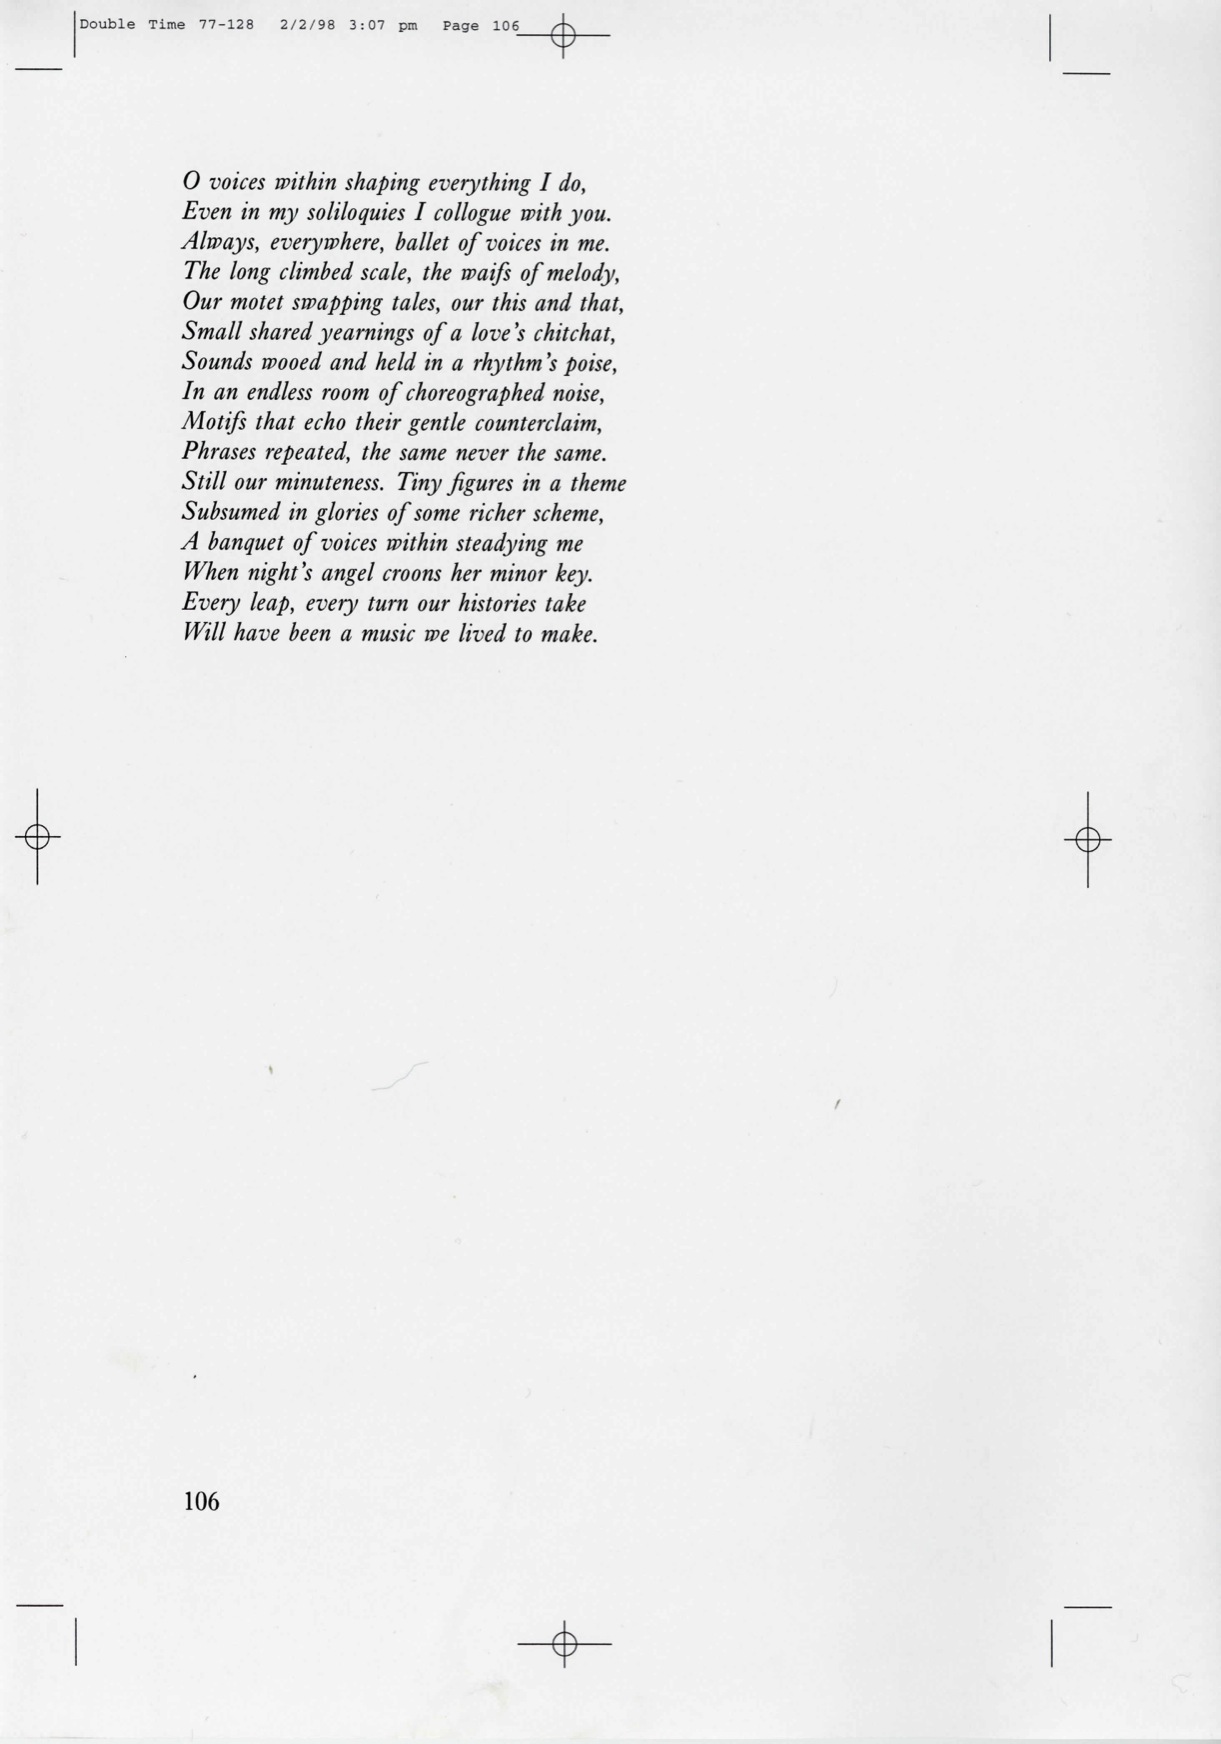 Double Time 77-128 2/2/98 3:07 pm Page 106
O voices within shaping everything I do,
Even in my soliloquies I collogue with you.
Always, everywhere, ballet of voices in me.
The long climbed scale, the waifs of melody,
Our motet swapping tales, our this and that,
Small shared yearnings of a love's chitchat,
Sounds wooed and held in a rhythm's poise,
In an endless room of choreographed noise,
Motifs that echo their gentle counterclaim,
Phrases repeated, the same never the same.
Still our minuteness. Tiny figures in a theme
Subsumed in glories of some richer scheme,
A banquet of voices within steadying me
When night's angel croons her minor key.
Every leap, every turn our histories take
Will have been a music we lived to make.
106